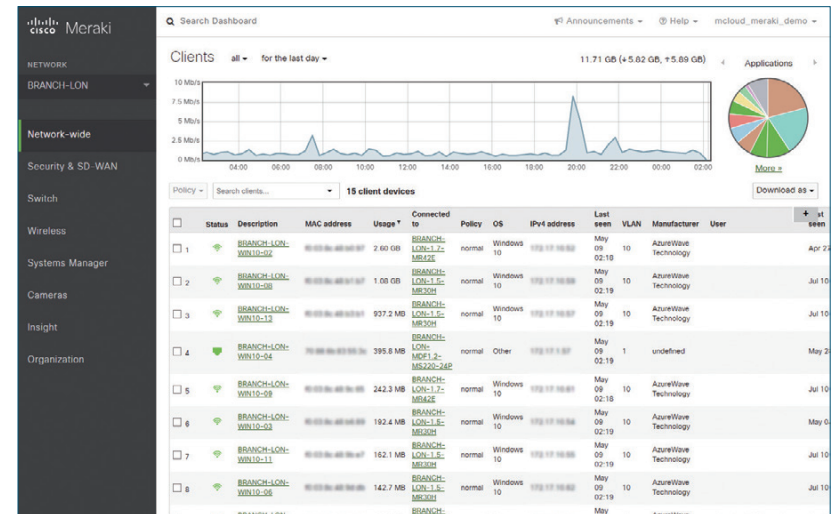 cisco Meraki
Search Dashboard
Announcements
Help
mcloud_meraki_demo
NETWORK
BRANCH-LON
Network-wide
Security & SD-WAN
Switch
Wireless
Systems Manager
Cameras
Insight
Organization
Clients all for the last day
11.71 GB (↓5.82 GB, ↑5.89 GB)
Applications
10 Mb/s
7.5 Mb/s
5 Mb/s
2.5 Mb/s
0 Mb/s
04:00 06:00 08:00 10:00 12:00 14:00 16:00 18:00 20:00 22:00 00:00 02:00
More »
Policy
Search clients...
15 client devices
Download as
Status Description MAC address Usage Connected to Policy OS IPv4 address Last seen VLAN Manufacturer User
+
seen
1 BRANCH-LON-WIN10-02 2.60 GB BRANCH-LON-1.7-MR42E normal Windows 10 May 09 02:18 10 AzureWave Technology Apr 27
2 BRANCH-LON-WIN10-08 1.08 GB BRANCH-LON-1.5-MR30H normal Windows 10 May 09 02:19 10 AzureWave Technology Jul 10
3 BRANCH-LON-WIN10-13 937.2 MB BRANCH-LON-1.5-MR30H normal Windows 10 May 09 02:19 10 AzureWave Technology Jul 10
4 BRANCH-LON-WIN10-04 395.8 MB BRANCH-LON-MDF1.2-MS220-24P normal Other May 09 02:19 1 undefined May 2
5 BRANCH-LON-WIN10-09 242.3 MB BRANCH-LON-1.7-MR42E normal Windows 10 May 09 02:18 10 AzureWave Technology Jul 10
6 BRANCH-LON-WIN10-03 192.4 MB BRANCH-LON-1.5-MR30H normal Windows 10 May 09 02:19 10 AzureWave Technology May 0
7 BRANCH-LON-WIN10-11 162.1 MB BRANCH-LON-1.5-MR30H normal Windows 10 May 09 02:19 10 AzureWave Technology Jul 10
8 BRANCH-LON-WIN10-06 142.7 MB BRANCH-LON-1.5-MR30H normal Windows 10 May 09 02:19 10 AzureWave Technology Jul 10
BRANCH-
May